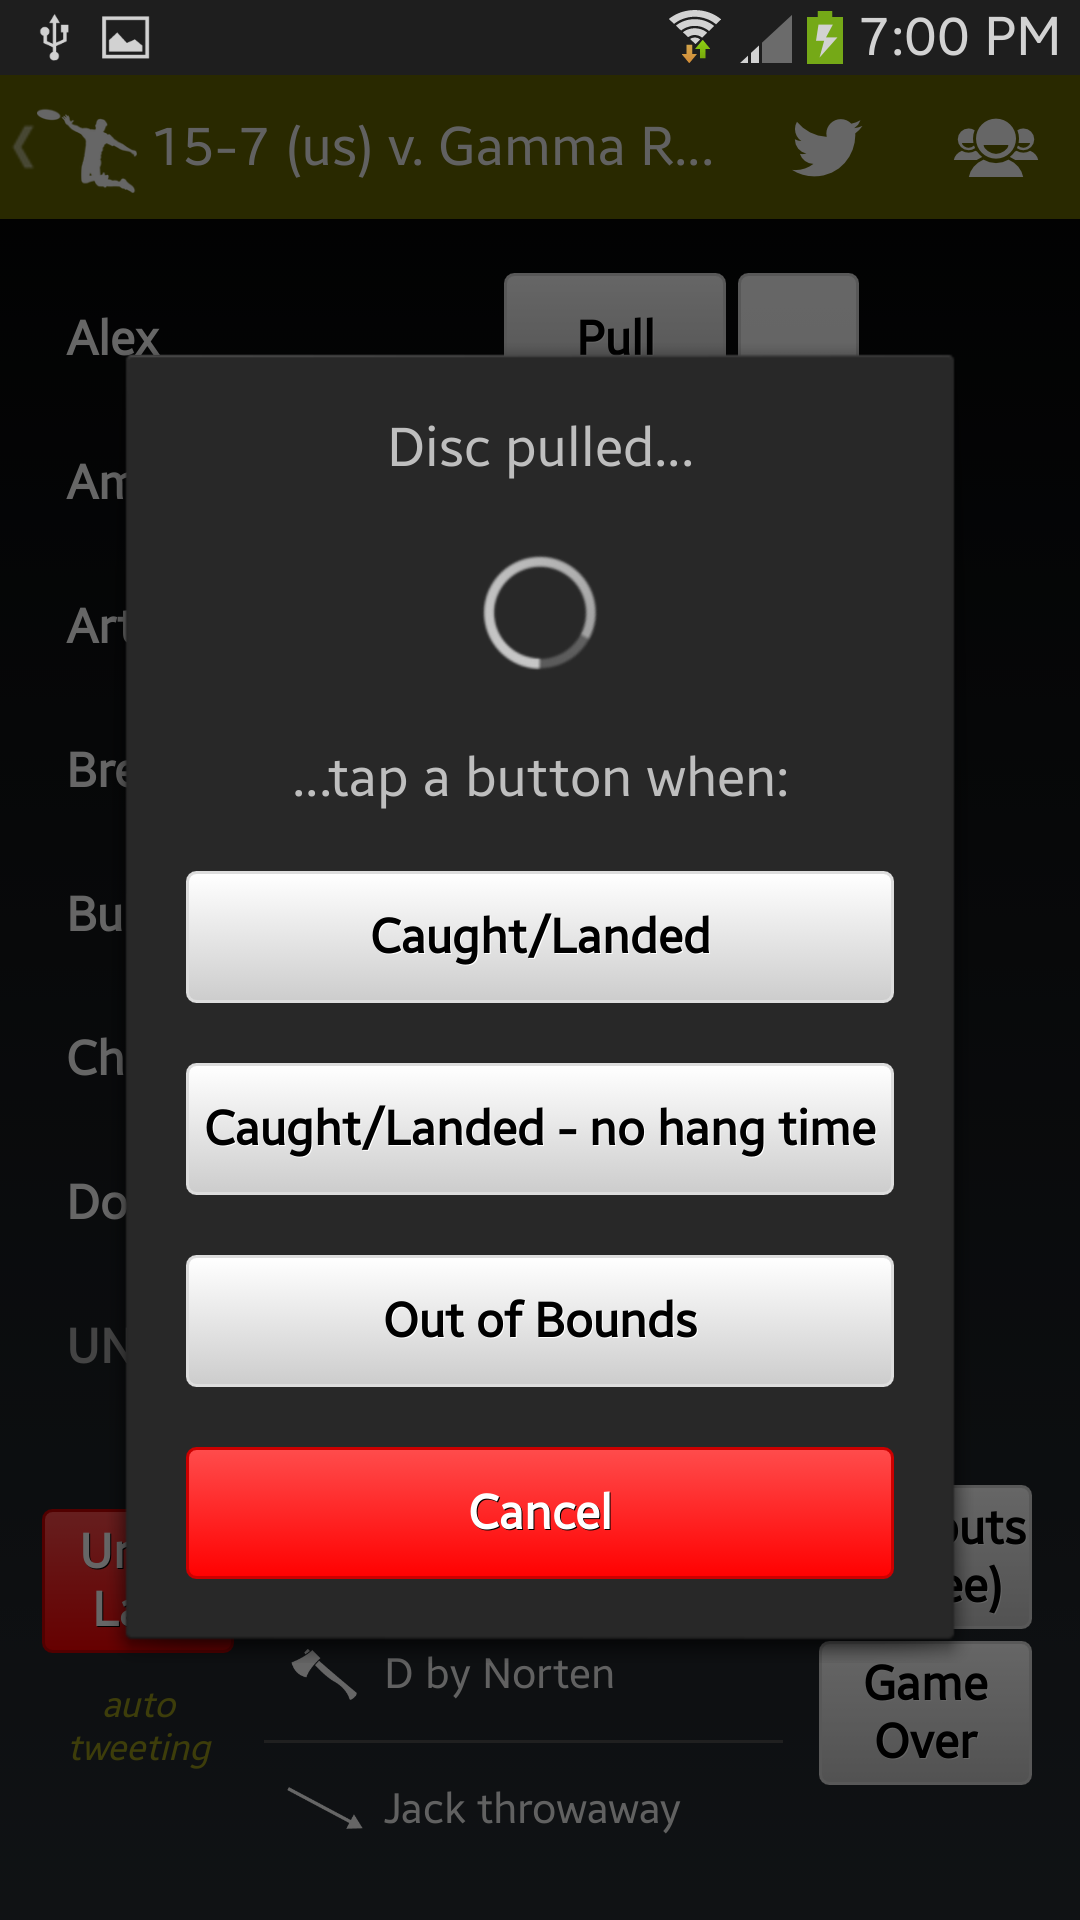 7:00 PM
15-7 (us) v. Gamma R...
Alex
Pull
Disc pulled...
...tap a button when:
Caught/Landed
Caught/Landed - no hang time
Out of Bounds
Cancel
D by Norten
Game
Over
auto
tweeting
Jack throwaway